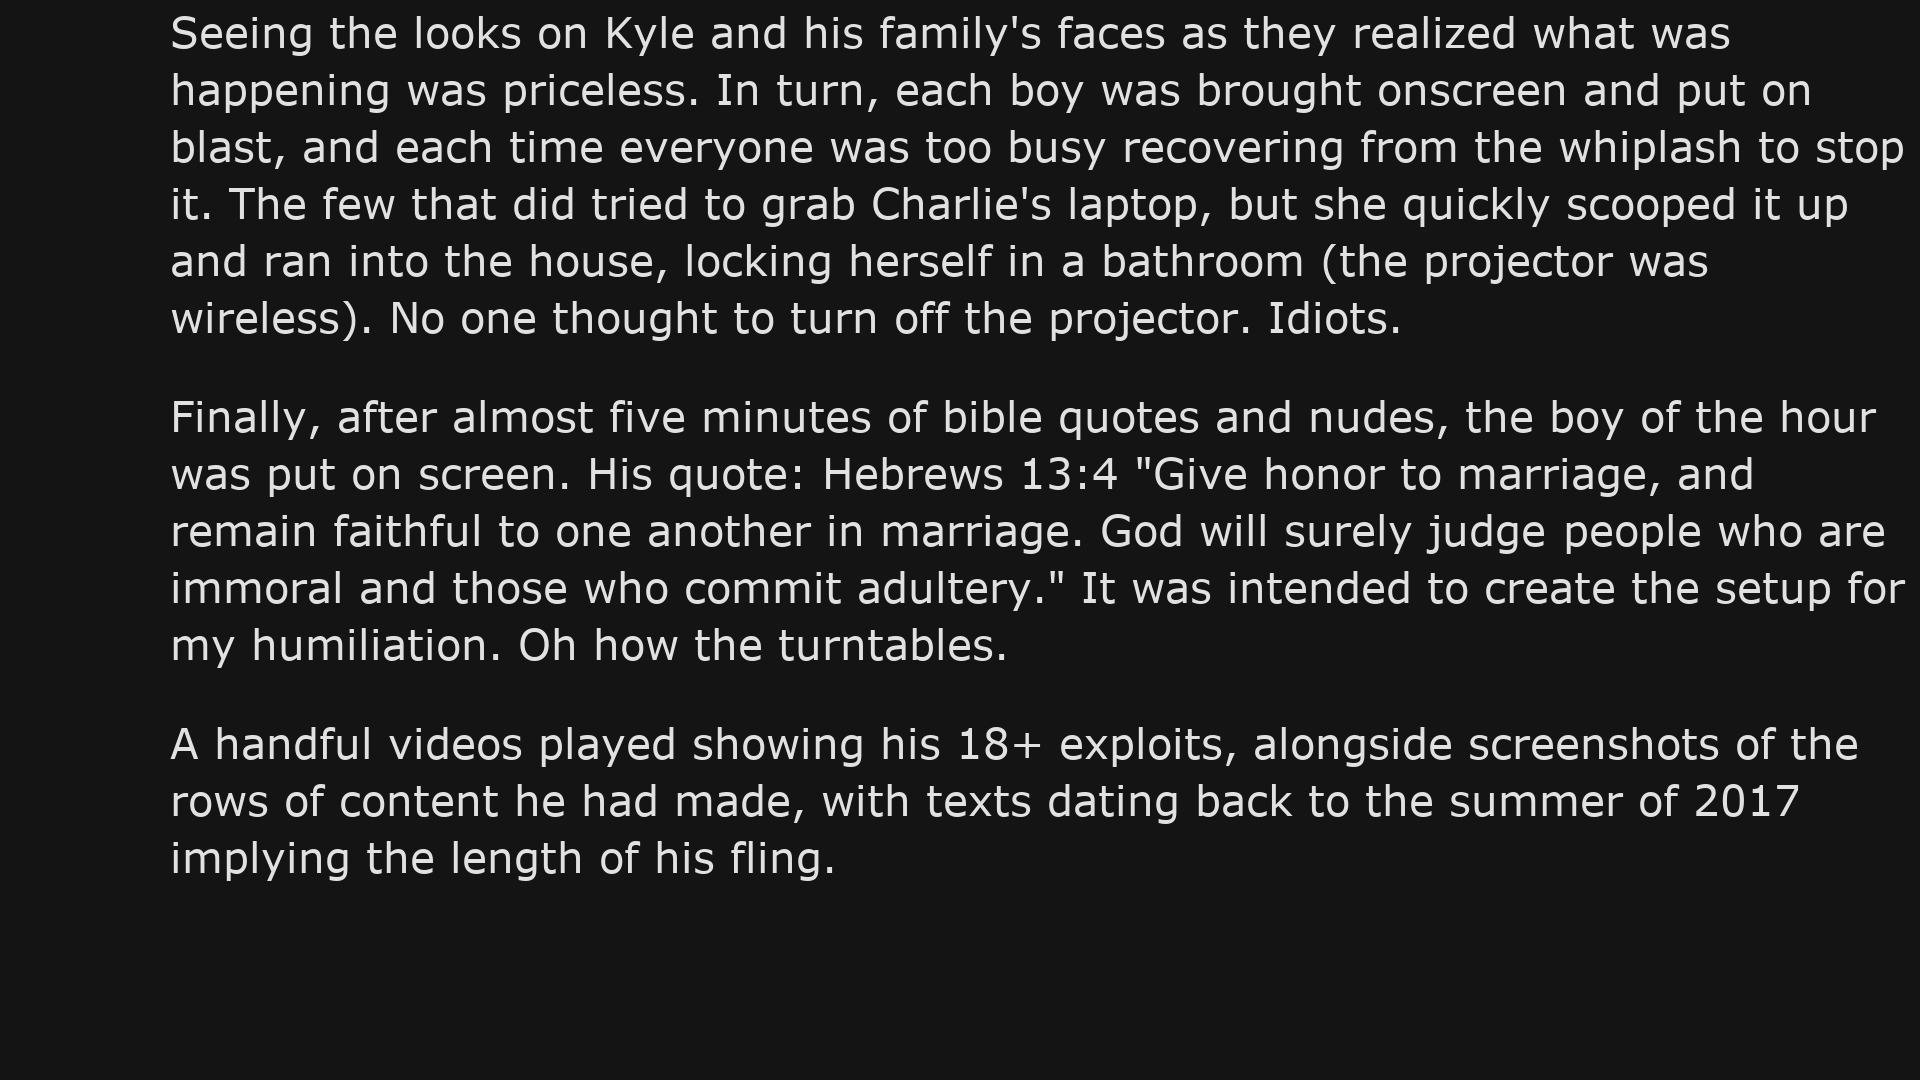 Seeing the looks on Kyle and his family's faces as they realized what was
happening was priceless. In turn, each boy was brought onscreen and put on
blast, and each time everyone was too busy recovering from the whiplash to stop
it. The few that did tried to grab Charlie's laptop, but she quickly scooped it up
and ran into the house, locking herself in a bathroom (the projector was
wireless). No one thought to turn off the projector. Idiots.
Finally, after almost five minutes of bible quotes and nudes, the boy of the hour
was put on screen. His quote: Hebrews 13:4 "Give honor to marriage, and
remain faithful to one another in marriage. God will surely judge people who are
immoral and those who commit adultery." It was intended to create the setup for
my humiliation. Oh how the turntables.
A handful videos played showing his 18+ exploits, alongside screenshots of the
rows of content he had made, with texts dating back to the summer of 2017
implying the length of his fling.